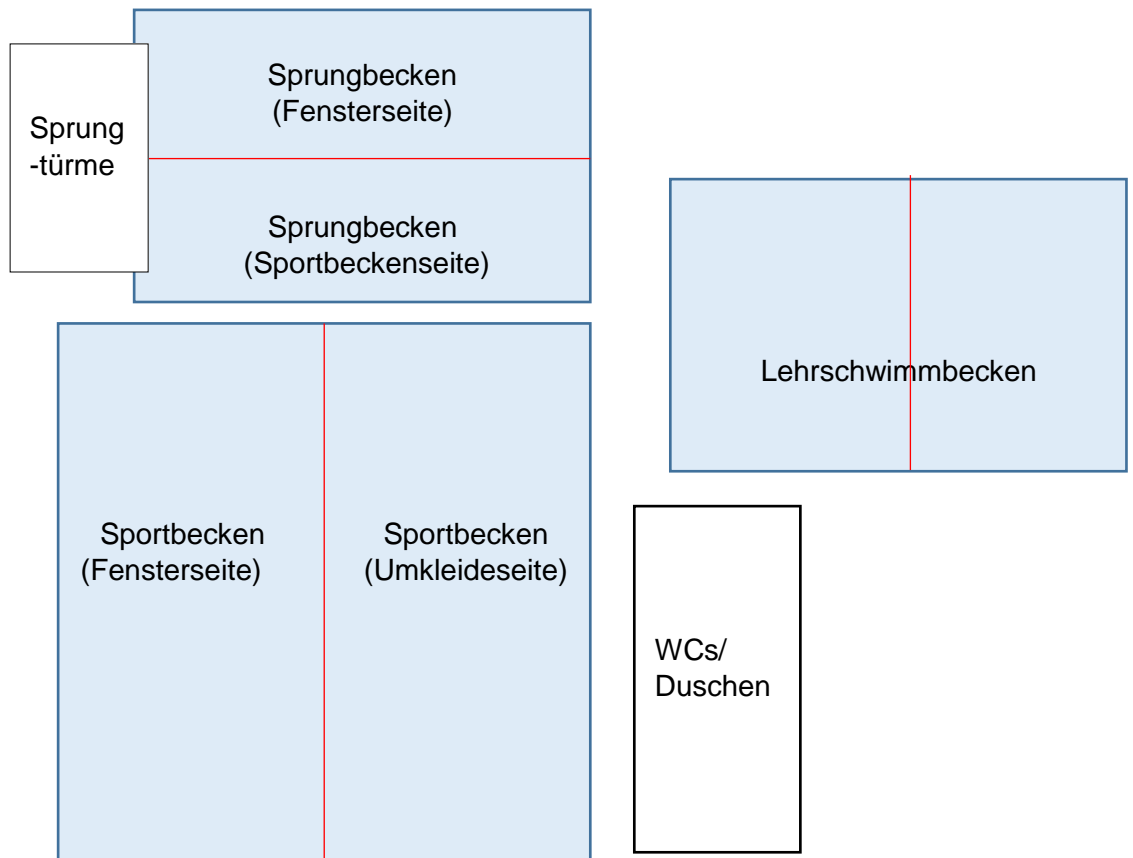 Sprungbecken
(Fensterseite)
Sprung
-türme
Sprungbecken
(Sportbeckenseite)
Lehrschwimmbecken
Sportbecken
(Fensterseite)
Sportbecken
(Umkleideseite)
WCs/
Duschen